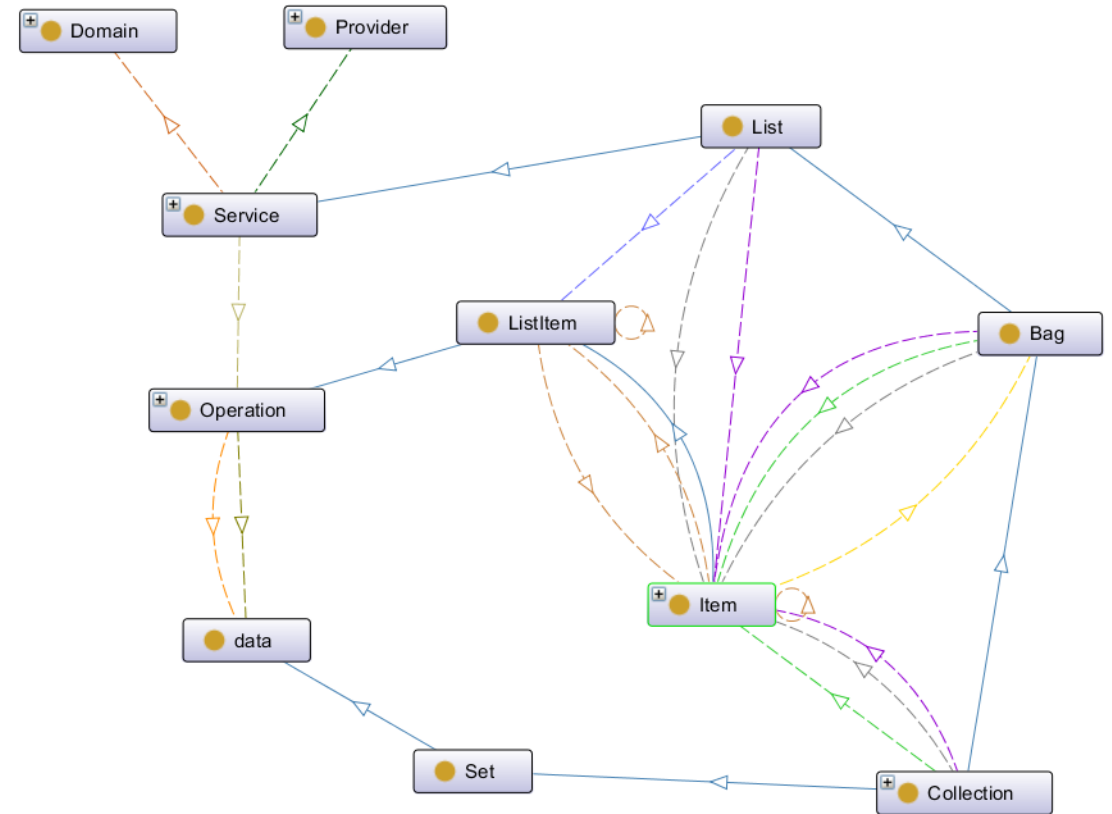 Domain
Provider
List
Service
ListItem
Bag
Operation
Item
data
Set
Collection